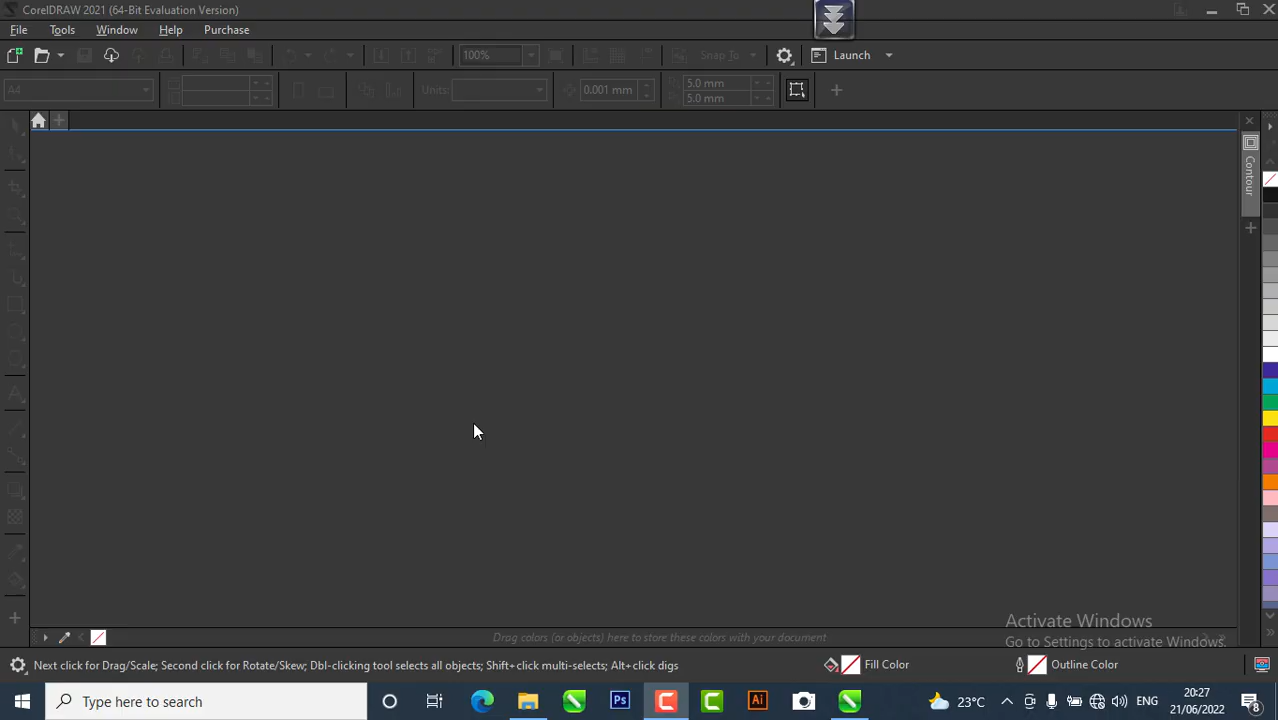 CorelDRAW 2021 (64-Bit Evaluation Version)
File Tools Window Help Purchase
100% Snap To Launch
A4 Units: 0.001 mm 5.0 mm
5.0 mm
Contour
Drag colors (or objects) here to store these colors with your document
Activate Windows
Go to Settings to activate Windows.
Next click for Drag/Scale; Second click for Rotate/Skew; Dbl-clicking tool selects all objects; Shift+click multi-selects; Alt+click digs Fill Color Outline Color
Type here to search Ps Ai 23°C ENG 20:27
21/06/2022 8